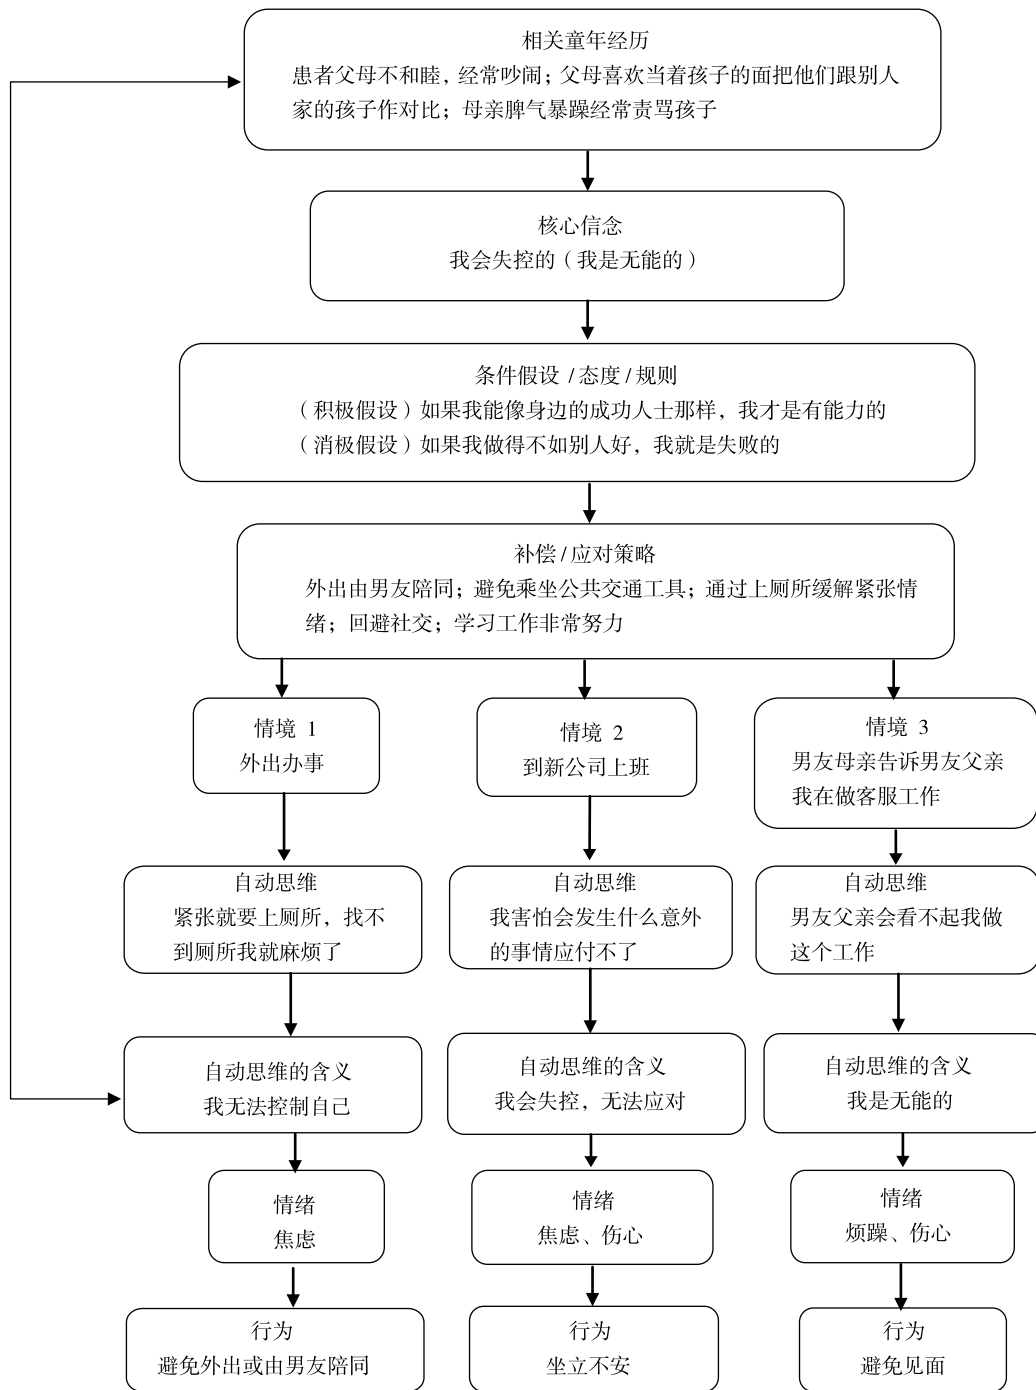 相关童年经历
患者父母不和睦，经常吵闹；父母喜欢当着孩子的面把他们跟别人
家的孩子作对比；母亲脾气暴躁经常责骂孩子
核心信念
我会失控的（我是无能的）
条件假设 /态度/规则
（积极假设）如果我能像身边的成功人士那样，我才是有能力的
（消极假设）如果我做得不如别人好，我就是失败的
补偿/应对策略
外出由男友陪同；避免乘坐公共交通工具；通过上厕所缓解紧张情
绪；回避社交；学习工作非常努力
情境 1
外出办事
情境 2
到新公司上班
情境 3
男友母亲告诉男友父亲
我在做客服工作
自动思维
紧张就要上厕所，找不
到厕所我就麻烦了
自动思维
我害怕会发生什么意外
的事情应付不了
自动思维
男友父亲会看不起我做
这个工作
自动思维的含义
我无法控制自己
自动思维的含义
我会失控，无法应对
自动思维的含义
我是无能的
情绪
焦虑
情绪
焦虑、伤心
情绪
烦躁、伤心
行为
避免外出或由男友陪同
行为
坐立不安
行为
避免见面